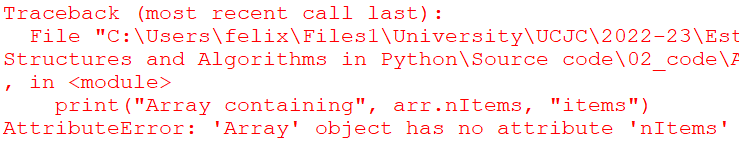 Traceback (most recent call last):
  File "C:\Users\felix\Files1\University\UCJC\2022-23\Est
Structures and Algorithms in Python\Source code\02_code\A
, in <module>
    print("Array containing", arr.nItems, "items")
AttributeError: 'Array' object has no attribute 'nItems'